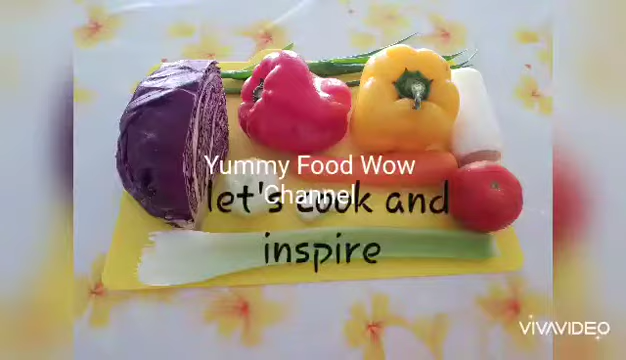 Yummy Food Wow
Channel
let's cook and
inspire
VIVAVIDEO